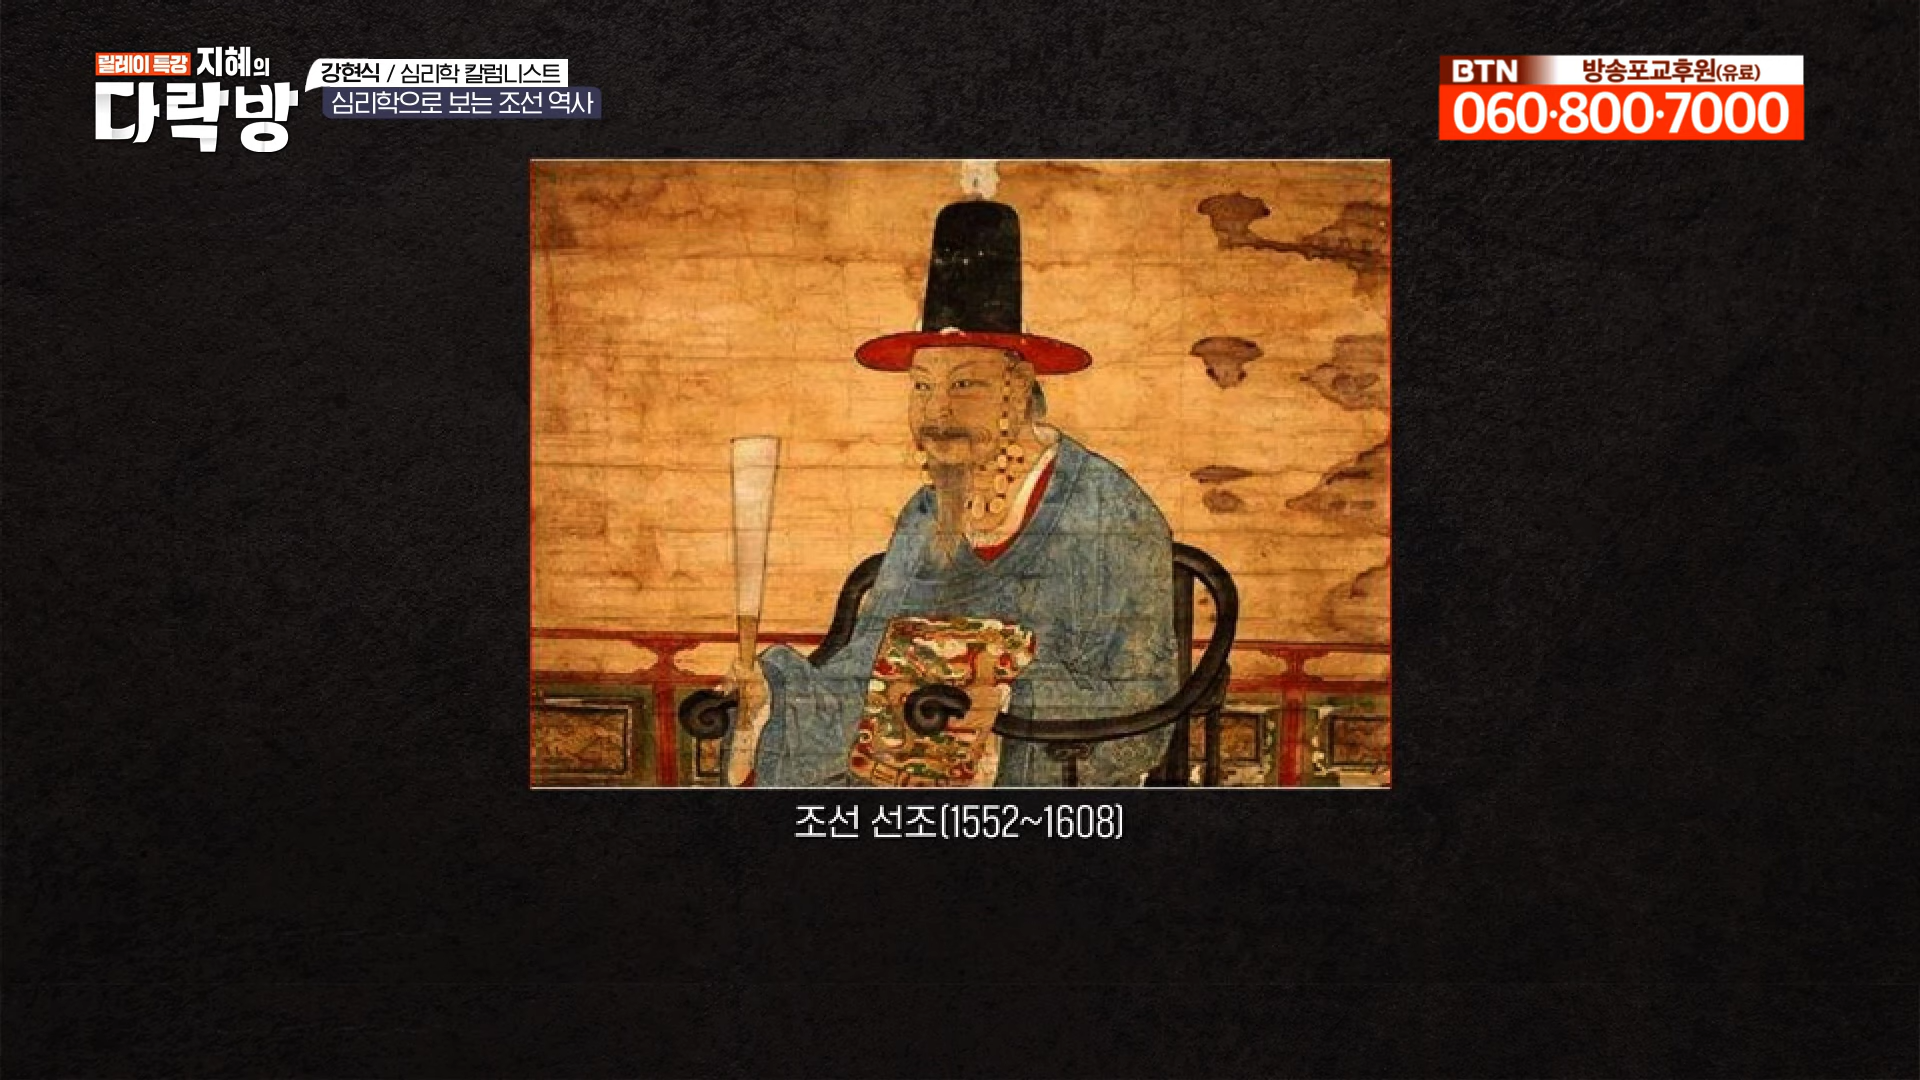 릴레이 특강 지혜의
다락방
강현식 / 심리학 칼럼니스트
심리학으로 보는 조선 역사
BTN 방송포교후원(유료)
060·800·7000
조선 선조(1552~1608)